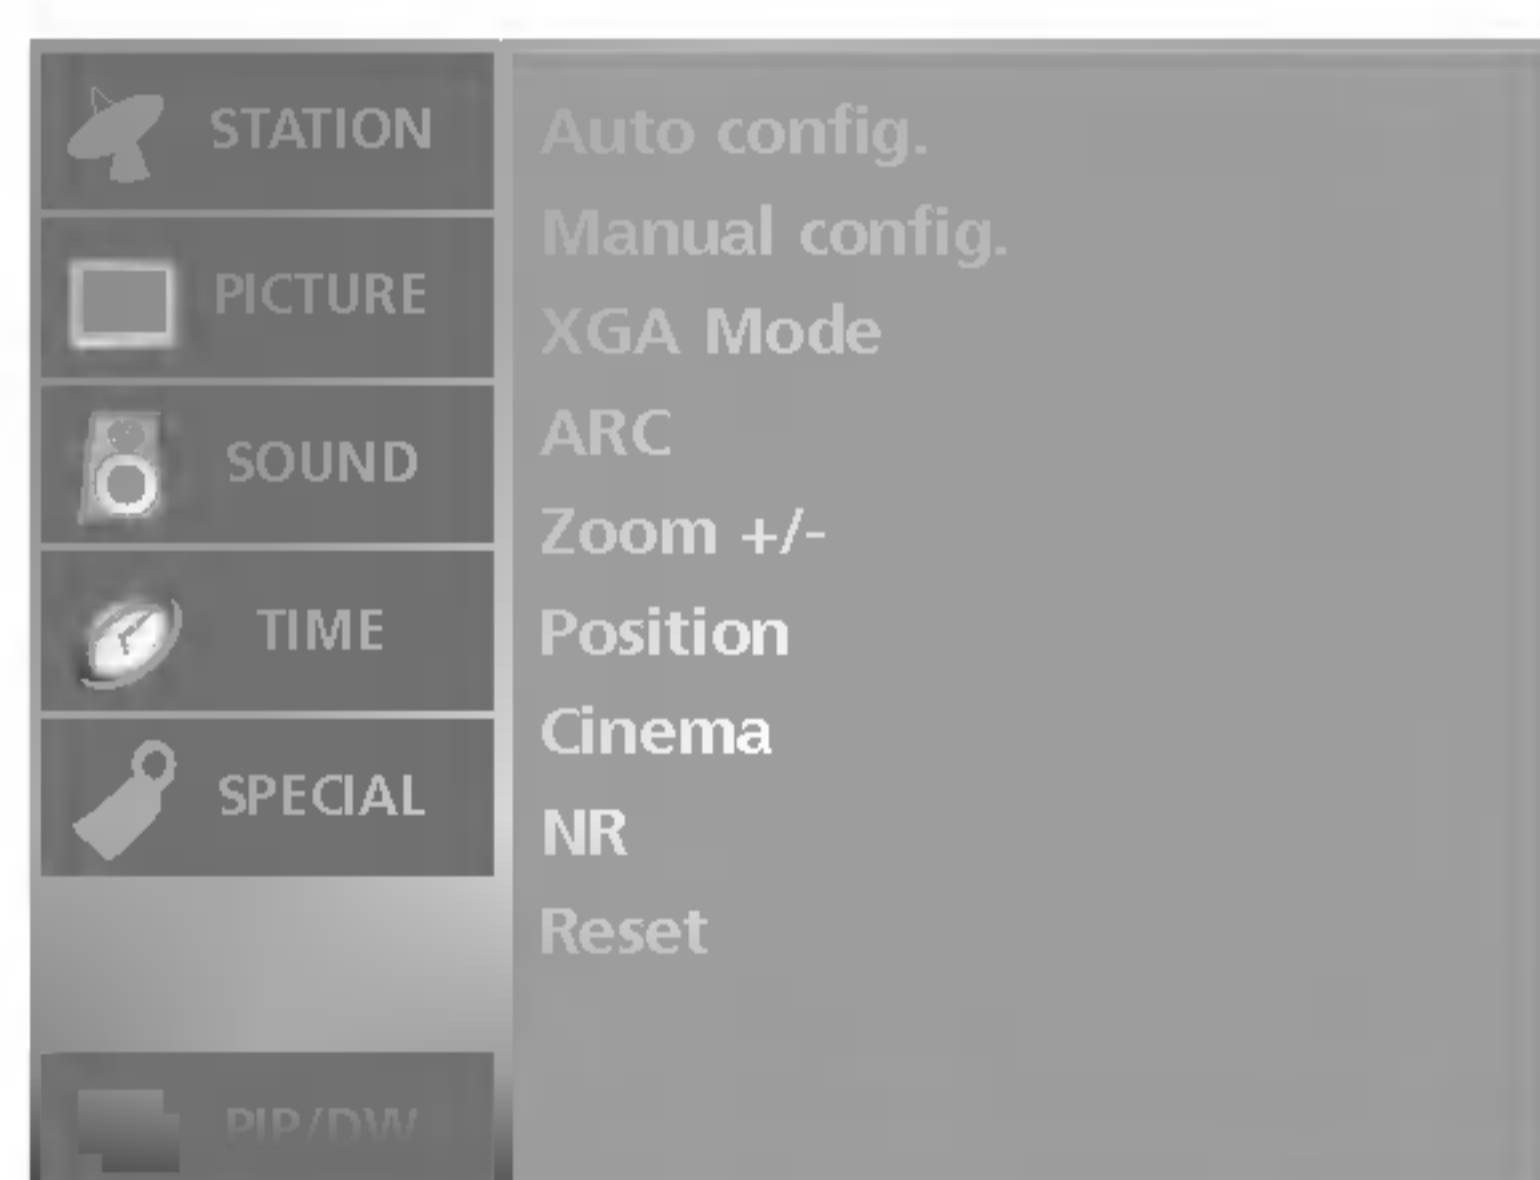 STATION
PICTURE
SOUND
TIME
SPECIAL
PIP/DW
Auto config.
Manual config.
XGA Mode
ARC
Zoom +/-
Position
Cinema
NR
Reset